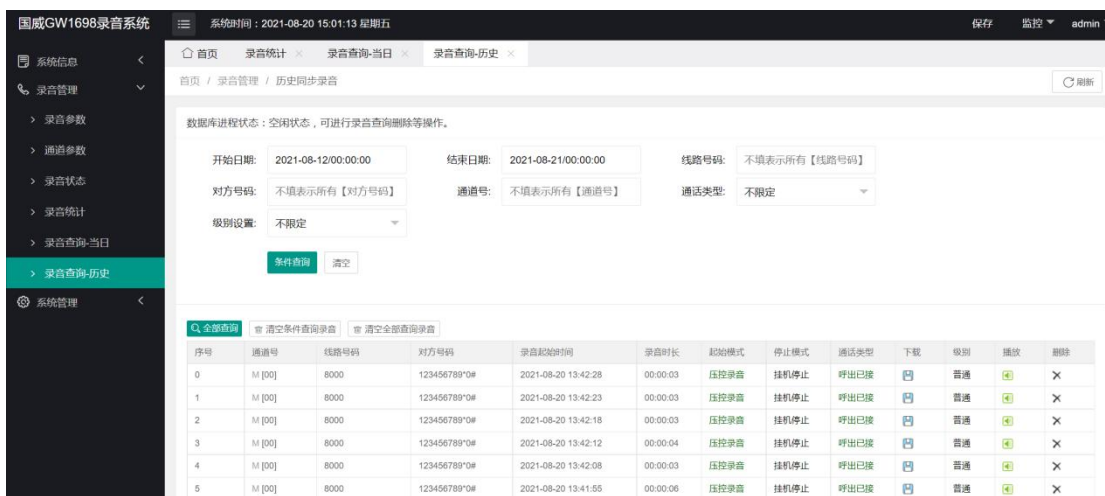 国威GW1698录音系统 系统时间：2021-08-20 15:01:13 星期五 保存 监控 admin
系统信息
录音管理
录音参数
通道参数
录音状态
录音统计
录音查询-当日
录音查询-历史
系统管理
首页 录音统计 × 录音查询-当日 × 录音查询-历史 ×
首页 / 录音管理 / 历史同步录音 刷新
数据库进程状态：空闲状态，可进行录音查询删除等操作。
开始日期: 2021-08-12/00:00:00 结束日期: 2021-08-21/00:00:00 线路号码: 不填表示所有【线路号码】
对方号码: 不填表示所有【对方号码】 通道号: 不填表示所有【通道号】 通话类型: 不限定
级别设置: 不限定
条件查询 清空
全部查询 清空条件查询录音 清空全部查询录音
序号 通道号 线路号码 对方号码 录音起始时间 录音时长 起始模式 停止模式 通话类型 下载 级别 播放 删除
0 M [00] 8000 123456789*0# 2021-08-20 13:42:28 00:00:03 压控录音 挂机停止 呼出已接 普通
1 M [00] 8000 123456789*0# 2021-08-20 13:42:23 00:00:03 压控录音 挂机停止 呼出已接 普通
2 M [00] 8000 123456789*0# 2021-08-20 13:42:18 00:00:03 压控录音 挂机停止 呼出已接 普通
3 M [00] 8000 123456789*0# 2021-08-20 13:42:12 00:00:04 压控录音 挂机停止 呼出已接 普通
4 M [00] 8000 123456789*0# 2021-08-20 13:42:08 00:00:03 压控录音 挂机停止 呼出已接 普通
5 M [00] 8000 123456789*0# 2021-08-20 13:41:55 00:00:06 压控录音 挂机停止 呼出已接 普通